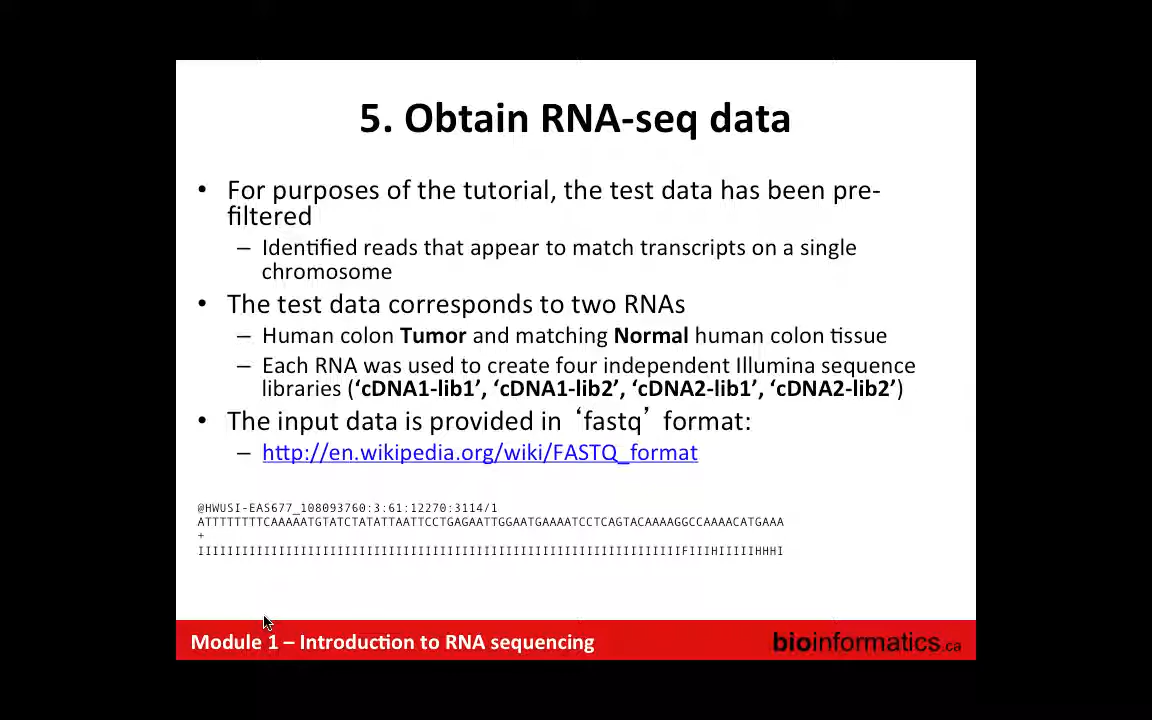 5. Obtain RNA-seq data
• For purposes of the tutorial, the test data has been pre-
filtered
– Identified reads that appear to match transcripts on a single
chromosome
• The test data corresponds to two RNAs
– Human colon Tumor and matching Normal human colon tissue
– Each RNA was used to create four independent Illumina sequence
libraries (‘cDNA1-lib1’, ‘cDNA1-lib2’, ‘cDNA2-lib1’, ‘cDNA2-lib2’)
• The input data is provided in ‘fastq’ format:
– http://en.wikipedia.org/wiki/FASTQ_format
@HWUSI-EAS677_108093760:3:61:12270:3114/1
ATTTTTTTTCAAAAATGTATCTATATTAATTCCTGAGAATTGGAATGAAAATCCTCAGTACAAAAGGCCAAAACATGAAA
+
IIIIIIIIIIIIIIIIIIIIIIIIIIIIIIIIIIIIIIIIIIIIIIIIIIIIIIIIIIIIIIIIIIFIIIHIIIIIHHHI
Module 1 – Introduction to RNA sequencing
bioinformatics.ca